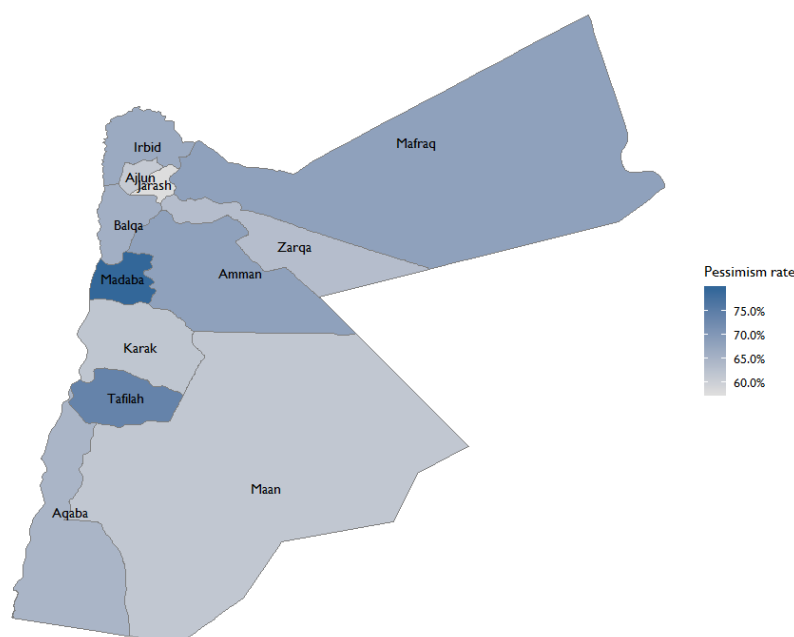 Mafraq
Irbid
Ajlun
Jarash
Balqa
Zarqa
Amman
Madaba
Karak
Tafilah
Maan
Aqaba
Pessimism rate
75.0%
70.0%
65.0%
60.0%